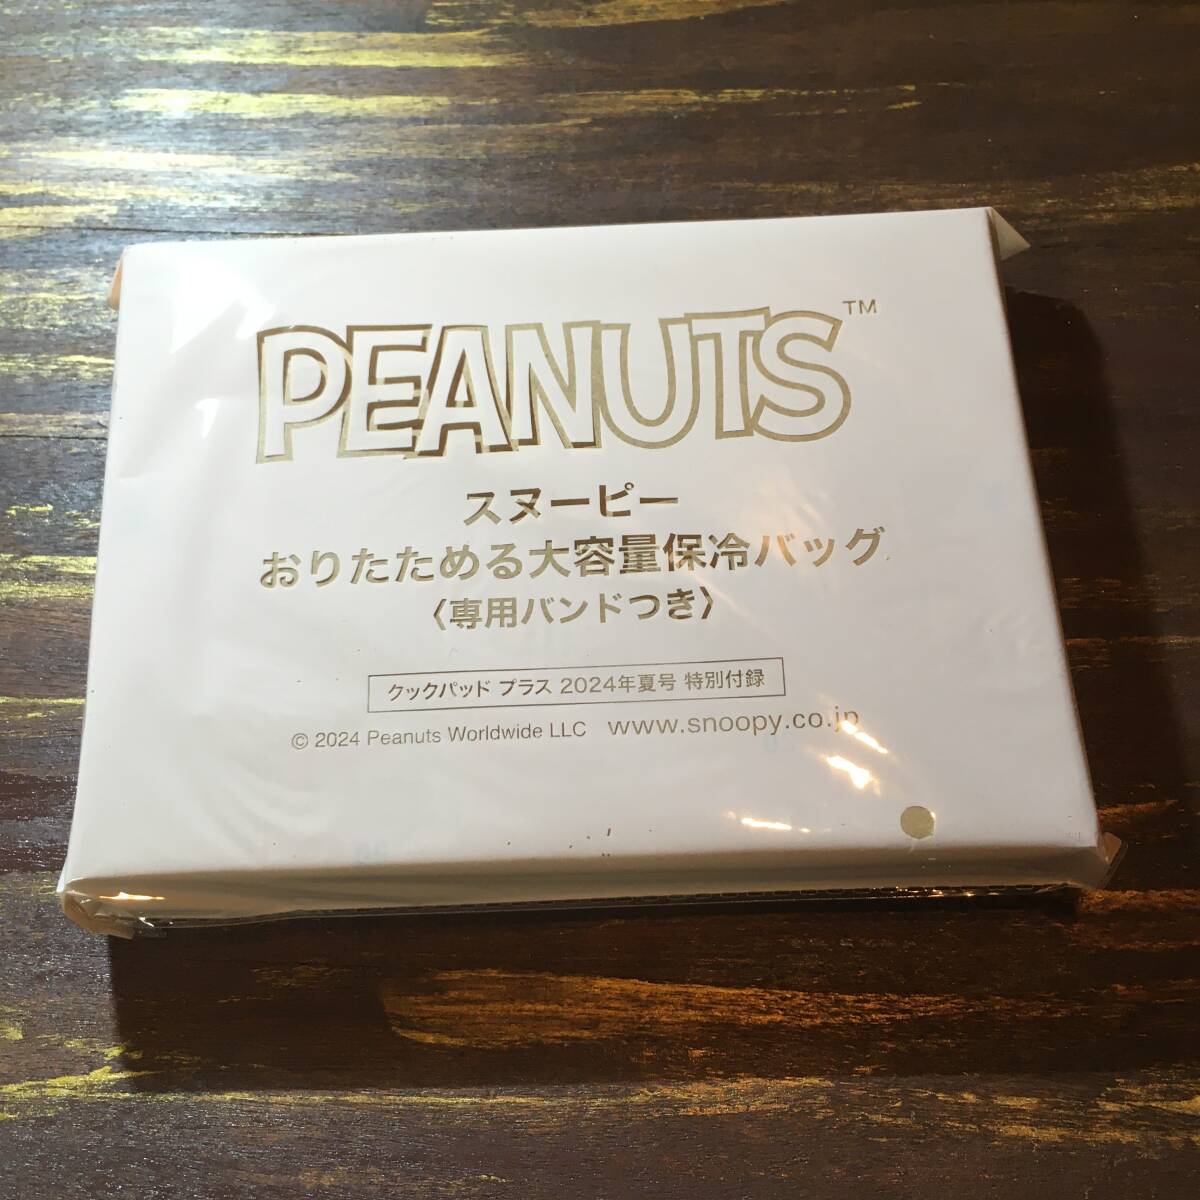 PEANUTS™
スヌーピー
おりたためる大容量保冷バッグ
〈専用バンドつき〉
クックパッド プラス 2024年夏号 特別付録
© 2024 Peanuts Worldwide LLC www.snoopy.co.jp